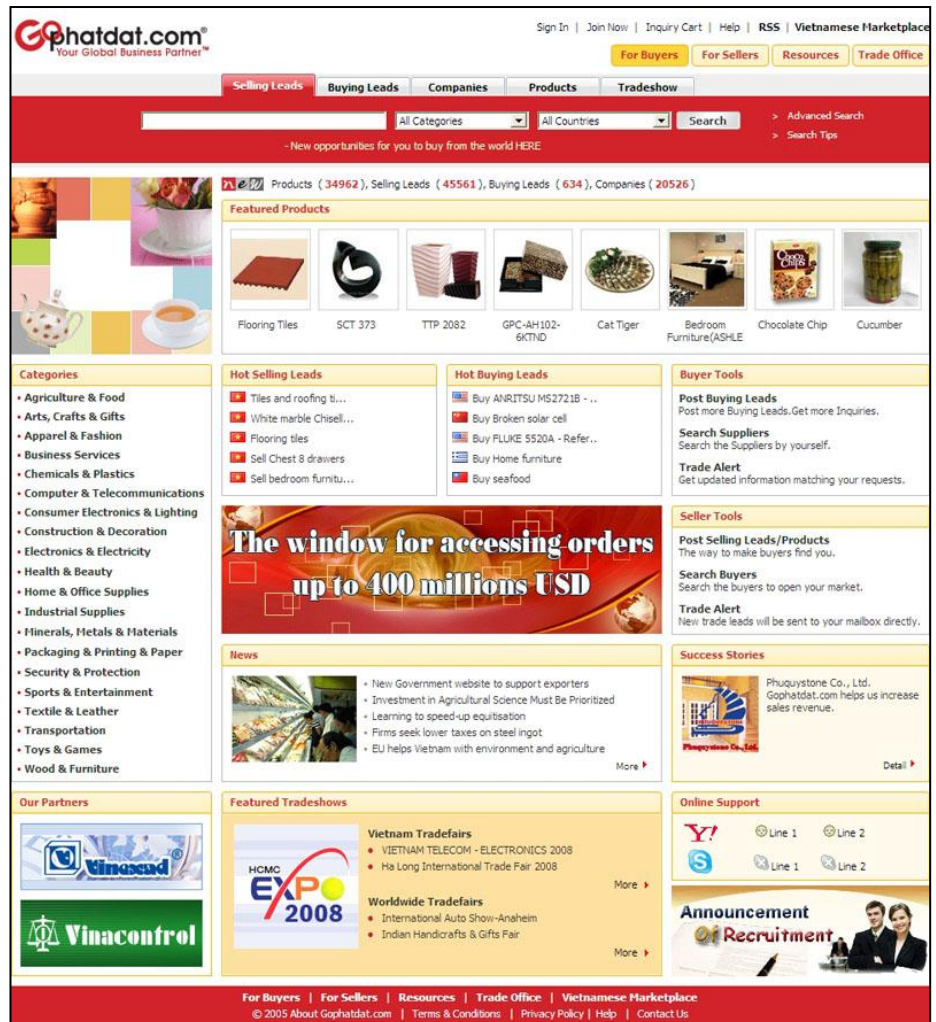 Gophatdat.com®
Your Global Business Partner™
Sign In | Join Now | Inquiry Cart | Help | RSS | Vietnamese Marketplace
For Buyers For Sellers Resources Trade Office
Selling Leads Buying Leads Companies Products Tradeshow
All Categories All Countries Search
> Advanced Search
> Search Tips
- New opportunities for you to buy from the world HERE
new Products (34962), Selling Leads (45561), Buying Leads (634), Companies (20526)
Featured Products
Choco
Chips
Flooring Tiles
SCT 373
TTP 2082
GPC-AH102-
6KTND
Cat Tiger
Bedroom
Furniture(ASHLE
Chocolate Chip
Cucumber
Categories
• Agriculture & Food
• Arts, Crafts & Gifts
• Apparel & Fashion
• Business Services
• Chemicals & Plastics
• Computer & Telecommunications
• Consumer Electronics & Lighting
• Construction & Decoration
• Electronics & Electricity
• Health & Beauty
• Home & Office Supplies
• Industrial Supplies
• Minerals, Metals & Materials
• Packaging & Printing & Paper
• Security & Protection
• Sports & Entertainment
• Textile & Leather
• Transportation
• Toys & Games
• Wood & Furniture
Hot Selling Leads
Tiles and roofing ti...
White marble Chisell...
Flooring tiles
Sell Chest 8 drawers
Sell bedroom furnitu...
Hot Buying Leads
Buy ANRITSU MS2721B - ..
Buy Broken solar cell
Buy FLUKE 5520A - Refer..
Buy Home furniture
Buy seafood
Buyer Tools
Post Buying Leads
Post more Buying Leads.Get more Inquiries.
Search Suppliers
Search the Suppliers by yourself.
Trade Alert
Get updated information matching your requests.
The window for accessing orders
up to 400 millions USD
Seller Tools
Post Selling Leads/Products
The way to make buyers find you.
Search Buyers
Search the buyers to open your market.
Trade Alert
New trade leads will be sent to your mailbox directly.
News
• New Government website to support exporters
• Investment in Agricultural Science Must Be Prioritized
• Learning to speed-up equitisation
• Firms seek lower taxes on steel ingot
• EU helps Vietnam with environment and agriculture
More
Success Stories
PHUQUYSTONE
Phuquystone Co., Ltd.
Phuquystone Co., Ltd.
Gophatdat.com helps us increase
sales revenue.
Detail
Our Partners
Vinexad®
Vinacontrol
Featured Tradeshows
HCMC
EXPO
2008
Vietnam Tradefairs
• VIETNAM TELECOM - ELECTRONICS 2008
• Ha Long International Trade Fair 2008
More
Worldwide Tradefairs
• International Auto Show-Anaheim
• Indian Handicrafts & Gifts Fair
More
Online Support
Y! Line 1 Line 2
S Line 1 Line 2
Announcement
Of Recruitment
For Buyers | For Sellers | Resources | Trade Office | Vietnamese Marketplace
© 2005 About Gophatdat.com | Terms & Conditions | Privacy Policy | Help | Contact Us